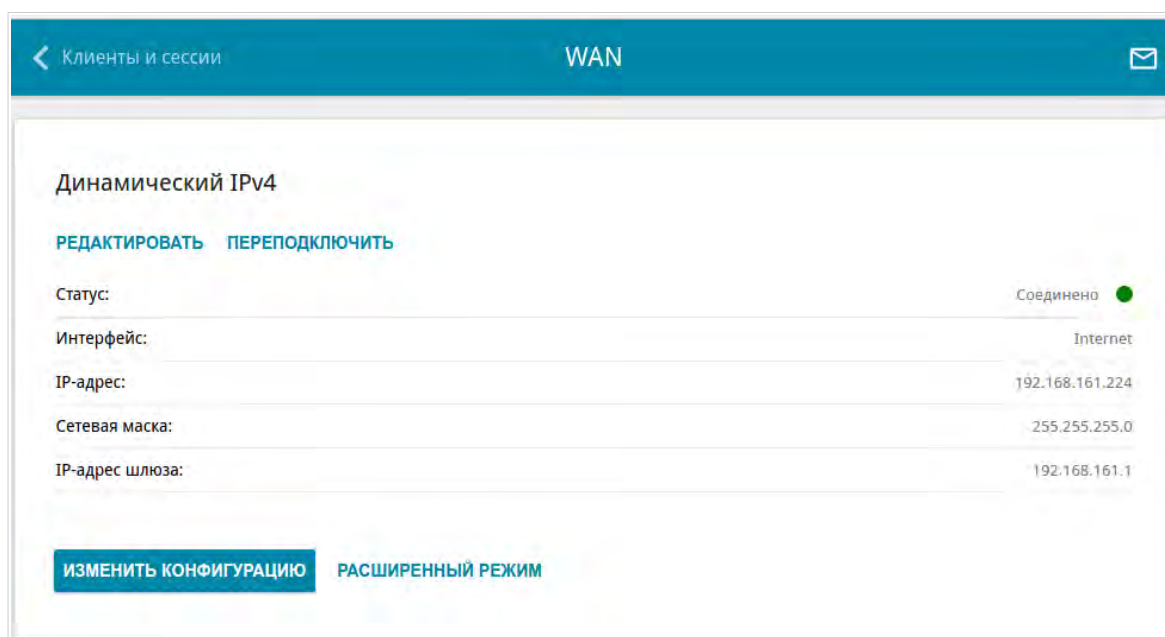 Клиенты и сессии WAN
Динамический IPv4
РЕДАКТИРОВАТЬ ПЕРЕПОДКЛЮЧИТЬ
Статус: Соединено
Интерфейс: Internet
IP-адрес: 192.168.161.224
Сетевая маска: 255.255.255.0
IP-адрес шлюза: 192.168.161.1
ИЗМЕНИТЬ КОНФИГУРАЦИЮ РАСШИРЕННЫЙ РЕЖИМ